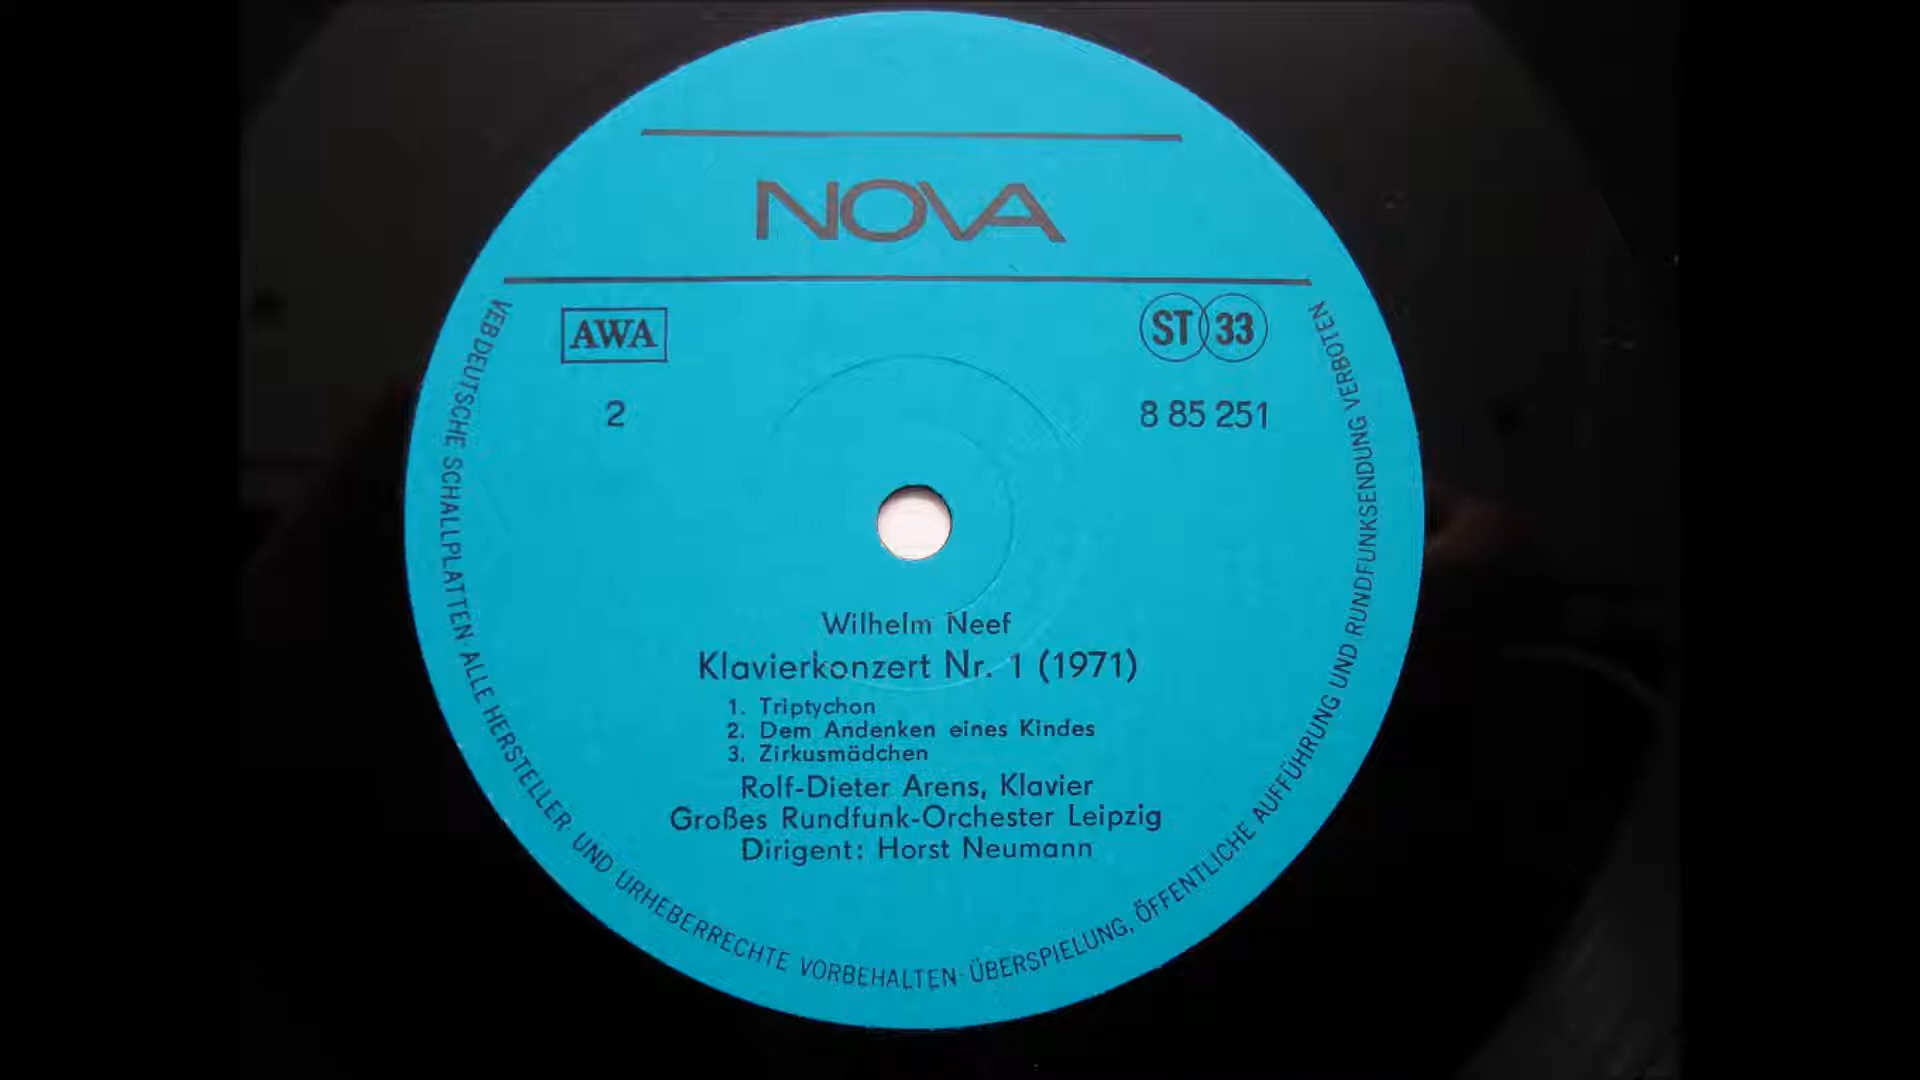 NOVA
AWA
ST 33
2
8 85 251
Wilhelm Neef
Klavierkonzert Nr. 1 (1971)
1. Triptychon
2. Dem Andenken eines Kindes
3. Zirkusmädchen
Rolf-Dieter Arens, Klavier
Großes Rundfunk-Orchester Leipzig
Dirigent: Horst Neumann
VEB DEUTSCHE SCHALLPLATTEN · ALLE HERSTELLER- UND URHEBERRECHTE VORBEHALTEN · ÜBERSPIELUNG, ÖFFENTLICHE AUFFÜHRUNG UND RUNDFUNKSENDUNG VERBOTEN